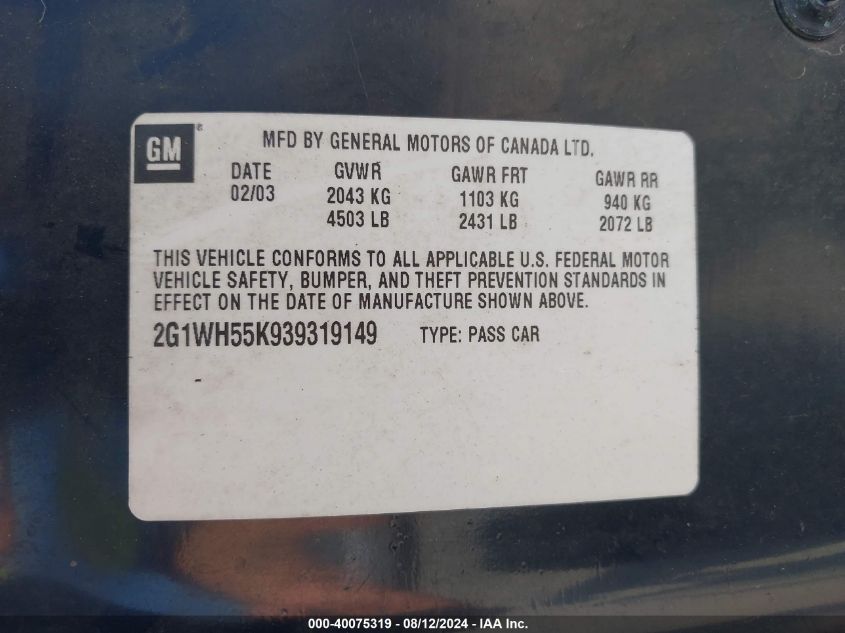 GM®
MFD BY GENERAL MOTORS OF CANADA LTD.
DATE GVWR GAWR FRT GAWR RR
02/03 2043 KG 1103 KG 940 KG
4503 LB 2431 LB 2072 LB
THIS VEHICLE CONFORMS TO ALL APPLICABLE U.S. FEDERAL MOTOR
VEHICLE SAFETY, BUMPER, AND THEFT PREVENTION STANDARDS IN
EFFECT ON THE DATE OF MANUFACTURE SHOWN ABOVE.
2G1WH55K939319149 TYPE: PASS CAR
000-40075319 - 08/12/2024 - IAA Inc.